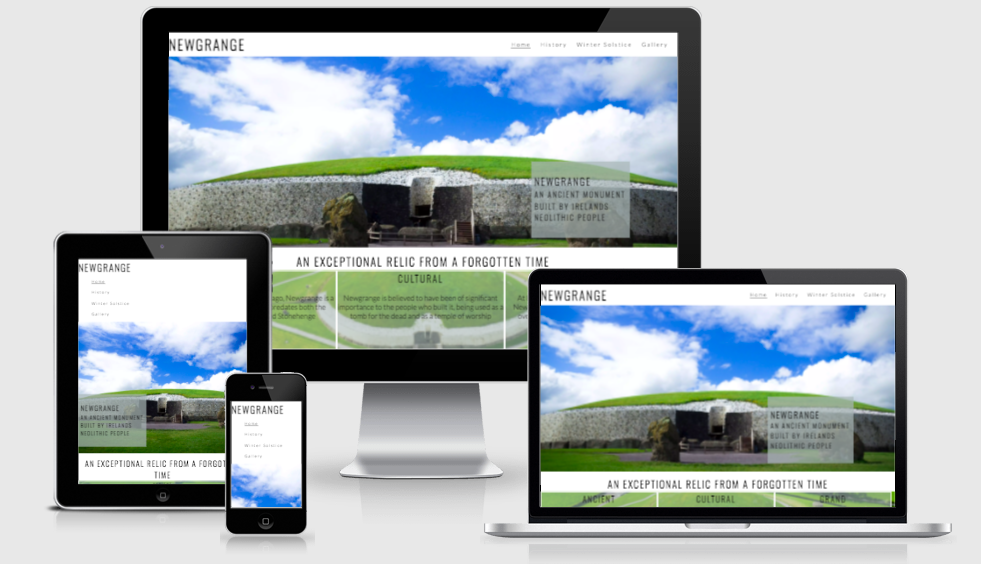 NEWGRANGE
Home History Winter Solstice Gallery
NEWGRANGE
AN ANCIENT MONUMENT
BUILT BY IRELANDS
NEOLITHIC PEOPLE
AN EXCEPTIONAL RELIC FROM A FORGOTTEN TIME
CULTURAL
ago, Newgrange is a
Newgrange is believed to have been of significant
importance to the people who built it, being used as a
tomb for the dead and as a temple of worship.
predates both the
Stonehenge
NEWGRANGE
Home
History
Winter Solstice
Gallery
NEWGRANGE
AN ANCIENT MONUMENT
BUILT BY IRELANDS
NEOLITHIC PEOPLE
AN EXCEPTIONAL RELIC FROM A FORGOT
TIME
NEWGRANGE
Home
History
Winter Solstice
Gallery
NEWGRANGE
Home History Winter Solstice Gallery
NEWGRANGE
AN ANCIENT MONUMENT
BUILT BY IRELANDS
NEOLITHIC PEOPLE
AN EXCEPTIONAL RELIC FROM A FORGOTTEN TIME
ANCIENT CULTURAL GRAND